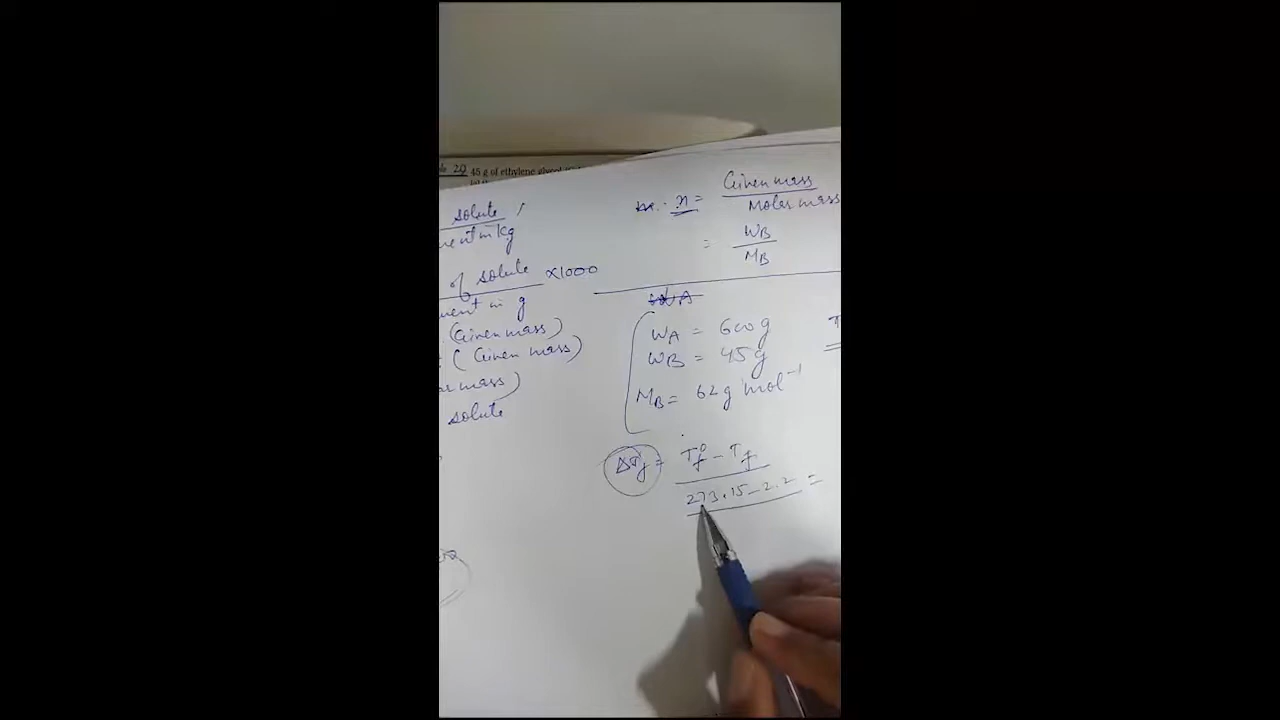 45 g of ethylene glycol
solute
ent in kg
of solute ×1000
ment in g
(Given mass)
( Given mass)
ar mass)
solute
n = Given mass
Molar mass
= WB
MB
WA = 600 g
WB = 45 g
MB = 62 g mol⁻¹
ΔTf = Tf° - Tf
273.15 - 2.2 =